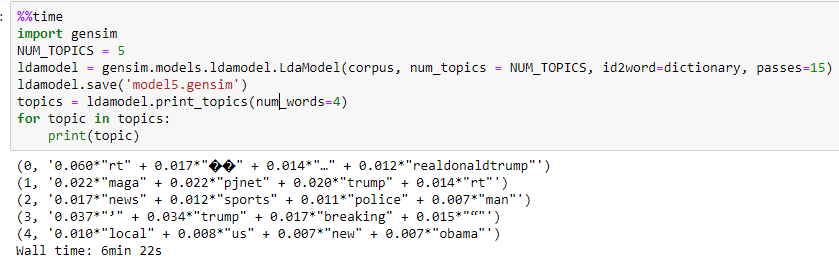 %%time
import gensim
NUM_TOPICS = 5
ldamodel = gensim.models.ldamodel.LdaModel(corpus, num_topics = NUM_TOPICS, id2word=dictionary, passes=15)
ldamodel.save('model5.gensim')
topics = ldamodel.print_topics(num_words=4)
for topic in topics:
    print(topic)
(0, '0.060*"rt" + 0.017*"��" + 0.014*"…" + 0.012*"realdonaldtrump"')
(1, '0.022*"maga" + 0.022*"pjnet" + 0.020*"trump" + 0.014*"rt"')
(2, '0.017*"news" + 0.012*"sports" + 0.011*"police" + 0.007*"man"')
(3, '0.037*"’" + 0.034*"trump" + 0.017*"breaking" + 0.015*"“"')
(4, '0.010*"local" + 0.008*"us" + 0.007*"new" + 0.007*"obama"')
Wall time: 6min 22s